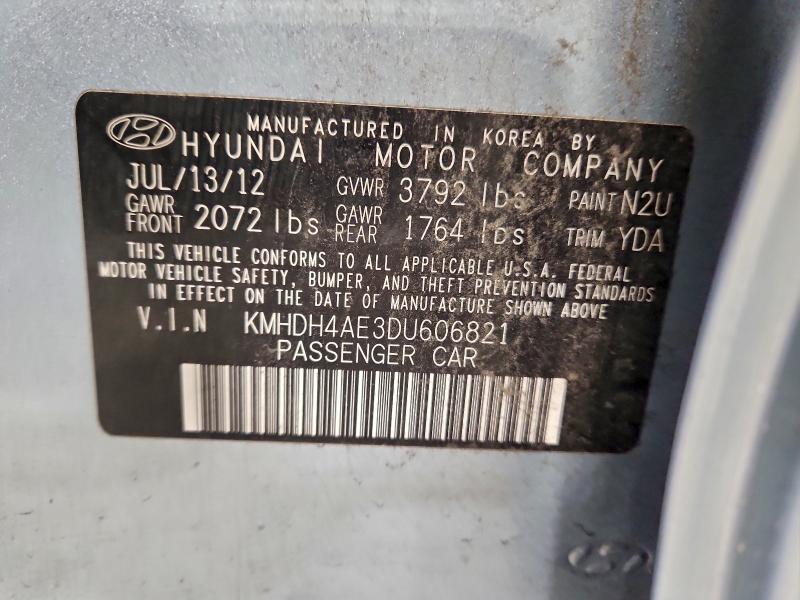 MANUFACTURED IN KOREA BY
HYUNDAI MOTOR COMPANY
JUL/13/12 GVWR 3792 lbs PAINT N2U
GAWR FRONT 2072 lbs GAWR REAR 1764 lbs TRIM YDA
THIS VEHICLE CONFORMS TO ALL APPLICABLE U.S.A. FEDERAL
MOTOR VEHICLE SAFETY, BUMPER, AND THEFT PREVENTION STANDARDS
IN EFFECT ON THE DATE OF MANUFACTURE SHOWN ABOVE
V.I.N KMHDH4AE3DU606821
PASSENGER CAR